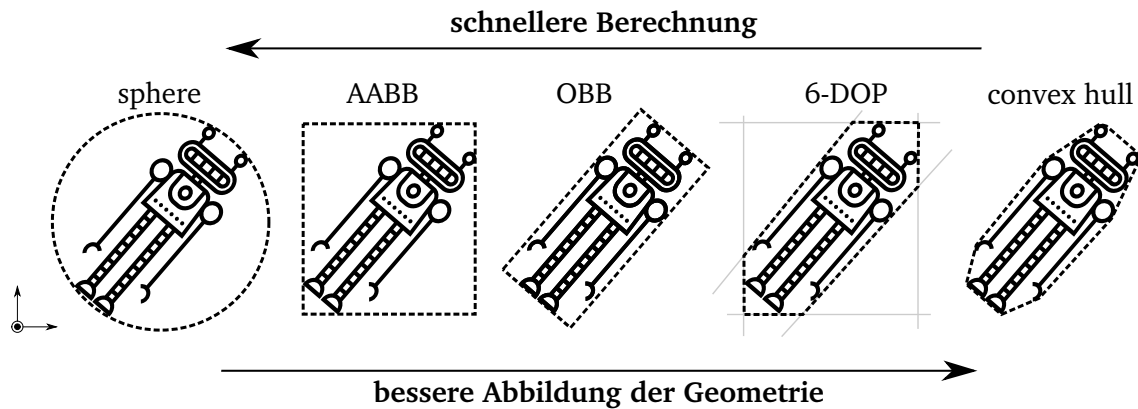 schnellere Berechnung
sphere
AABB
OBB
6-DOP
convex hull
bessere Abbildung der Geometrie